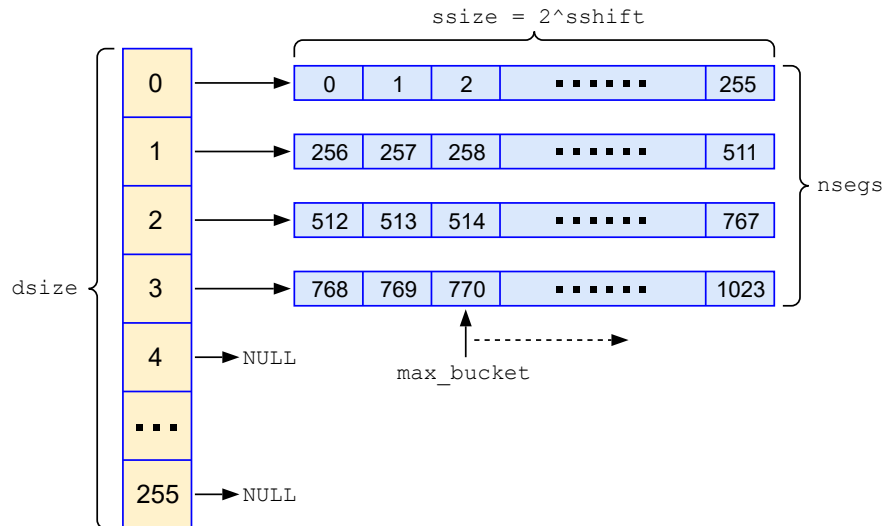 ssize = 2^sshift
0 0 1 2 ...... 255
1 256 257 258 ...... 511
nsegs
2 512 513 514 ...... 767
dsize
3 768 769 770 ...... 1023
4 NULL
max_bucket
...
255 NULL